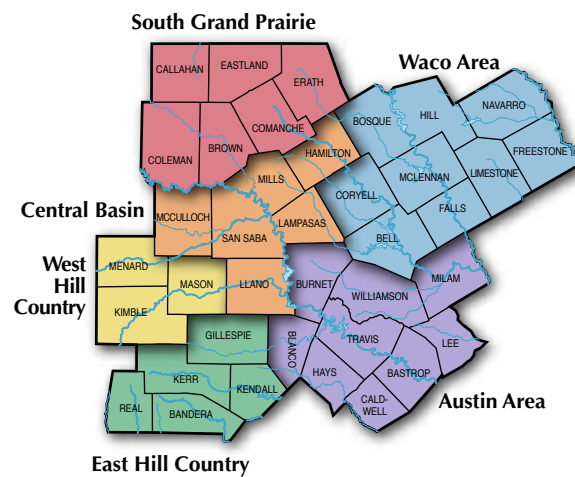 South Grand Prairie
Waco Area
CALLAHAN
EASTLAND
ERATH
COLEMAN
BROWN
COMANCHE
BOSQUE
HILL
NAVARRO
FREESTONE
LIMESTONE
MCLENNAN
FALLS
CORYELL
BELL
HAMILTON
MILLS
LAMPASAS
Central Basin
MCCULLOCH
SAN SABA
LLANO
West
Hill
Country
MENARD
MASON
KIMBLE
BURNET
WILLIAMSON
MILAM
BLANCO
TRAVIS
LEE
HAYS
BASTROP
CALD-
WELL
Austin Area
GILLESPIE
KERR
KENDALL
REAL
BANDERA
East Hill Country